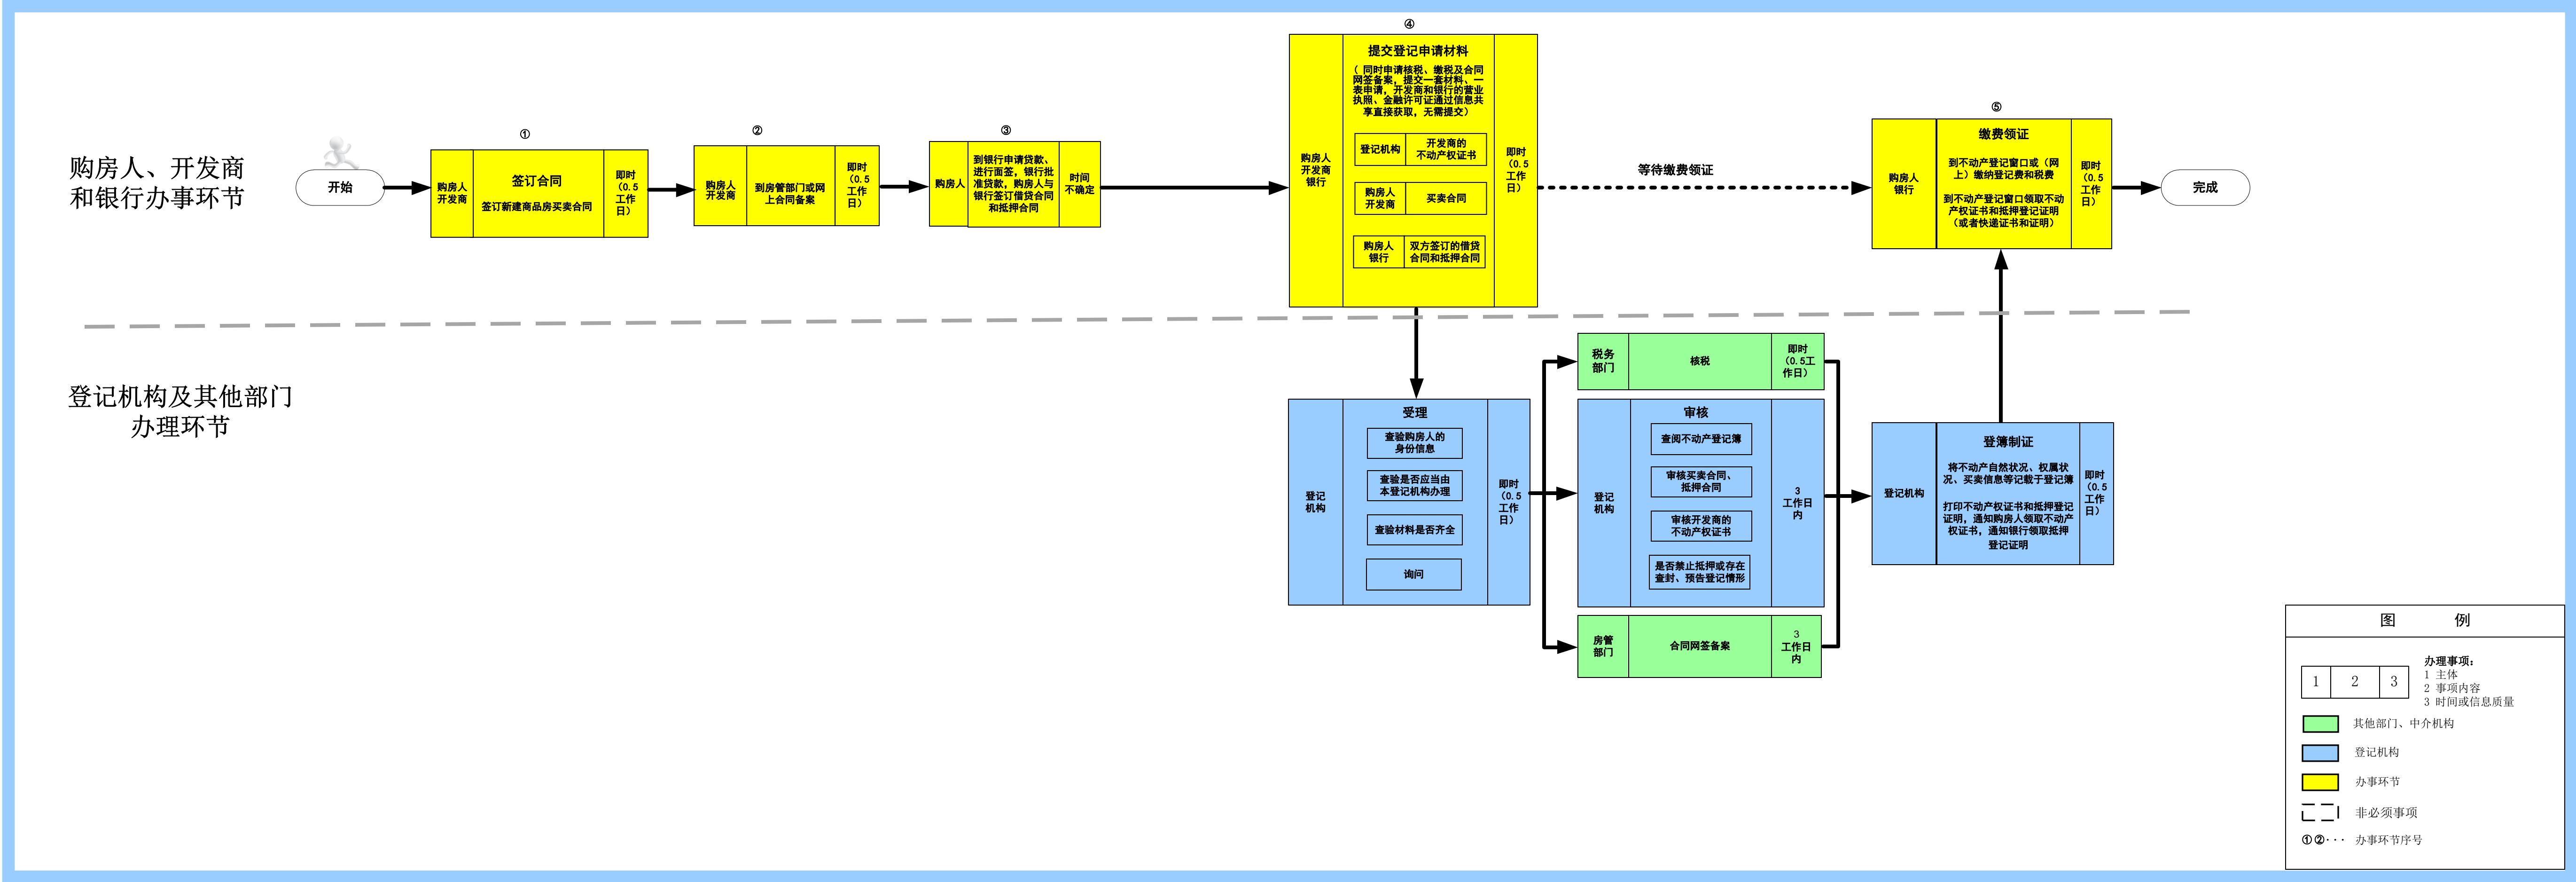 购房人、开发商
和银行办事环节
开始
①
购房人
开发商
签订合同
签订新建商品房买卖合同
即时
（0.5
工作
日）
②
购房人
开发商
到房管部门或网
上合同备案
即时
（0.5
工作
日）
③
购房人
到银行申请贷款、
进行面签，银行批
准贷款，购房人与
银行签订借贷合同
和抵押合同
时间
不确定
④
购房人
开发商
银行
提交登记申请材料
（ 同时申请核税、缴税及合同
网签备案，提交一套材料、一
表申请，开发商和银行的营业
执照、金融许可证通过信息共
享直接获取，无需提交）
登记机构
开发商的
不动产权证书
购房人
开发商
买卖合同
购房人
银行
双方签订的借贷
合同和抵押合同
即时
（0.5
工作
日）
等待缴费领证
⑤
购房人
银行
缴费领证
到不动产登记窗口或（网
上）缴纳登记费和税费
到不动产登记窗口领取不动
产权证书和抵押登记证明
（或者快递证书和证明）
即时
（0.5
工作
日）
完成
登记机构及其他部门
办理环节
登记
机构
受理
查验购房人的
身份信息
查验是否应当由
本登记机构办理
查验材料是否齐全
询问
即时
（0.5
工作
日）
税务
部门
核税
即时
（0.5工
作日）
登记
机构
审核
查阅不动产登记簿
审核买卖合同、
抵押合同
审核开发商的
不动产权证书
是否禁止抵押或存在
查封、预告登记情形
3
工作日
内
房管
部门
合同网签备案
3
工作日
内
登记机构
登簿制证
将不动产自然状况、权属状
况、买卖信息等记载于登记簿
打印不动产权证书和抵押登记
证明，通知购房人领取不动产
权证书，通知银行领取抵押
登记证明
即时
（0.5
工作
日）
图 例
1 2 3
办理事项：
1 主体
2 事项内容
3 时间或信息质量
其他部门、中介机构
登记机构
办事环节
非必须事项
①②··· 办事环节序号